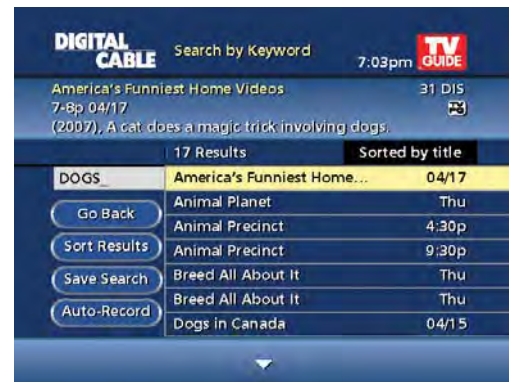 DIGITAL CABLE
Search by Keyword
7:03pm TV GUIDE
America's Funniest Home Videos 31 DIS
7-8p 04/17
(2007), A cat does a magic trick involving dogs.
17 Results Sorted by title
DOGS_
America's Funniest Home... 04/17
Animal Planet Thu
Go Back
Animal Precinct 4:30p
Sort Results
Animal Precinct 9:30p
Save Search
Breed All About It Thu
Breed All About It Thu
Auto-Record
Dogs in Canada 04/15